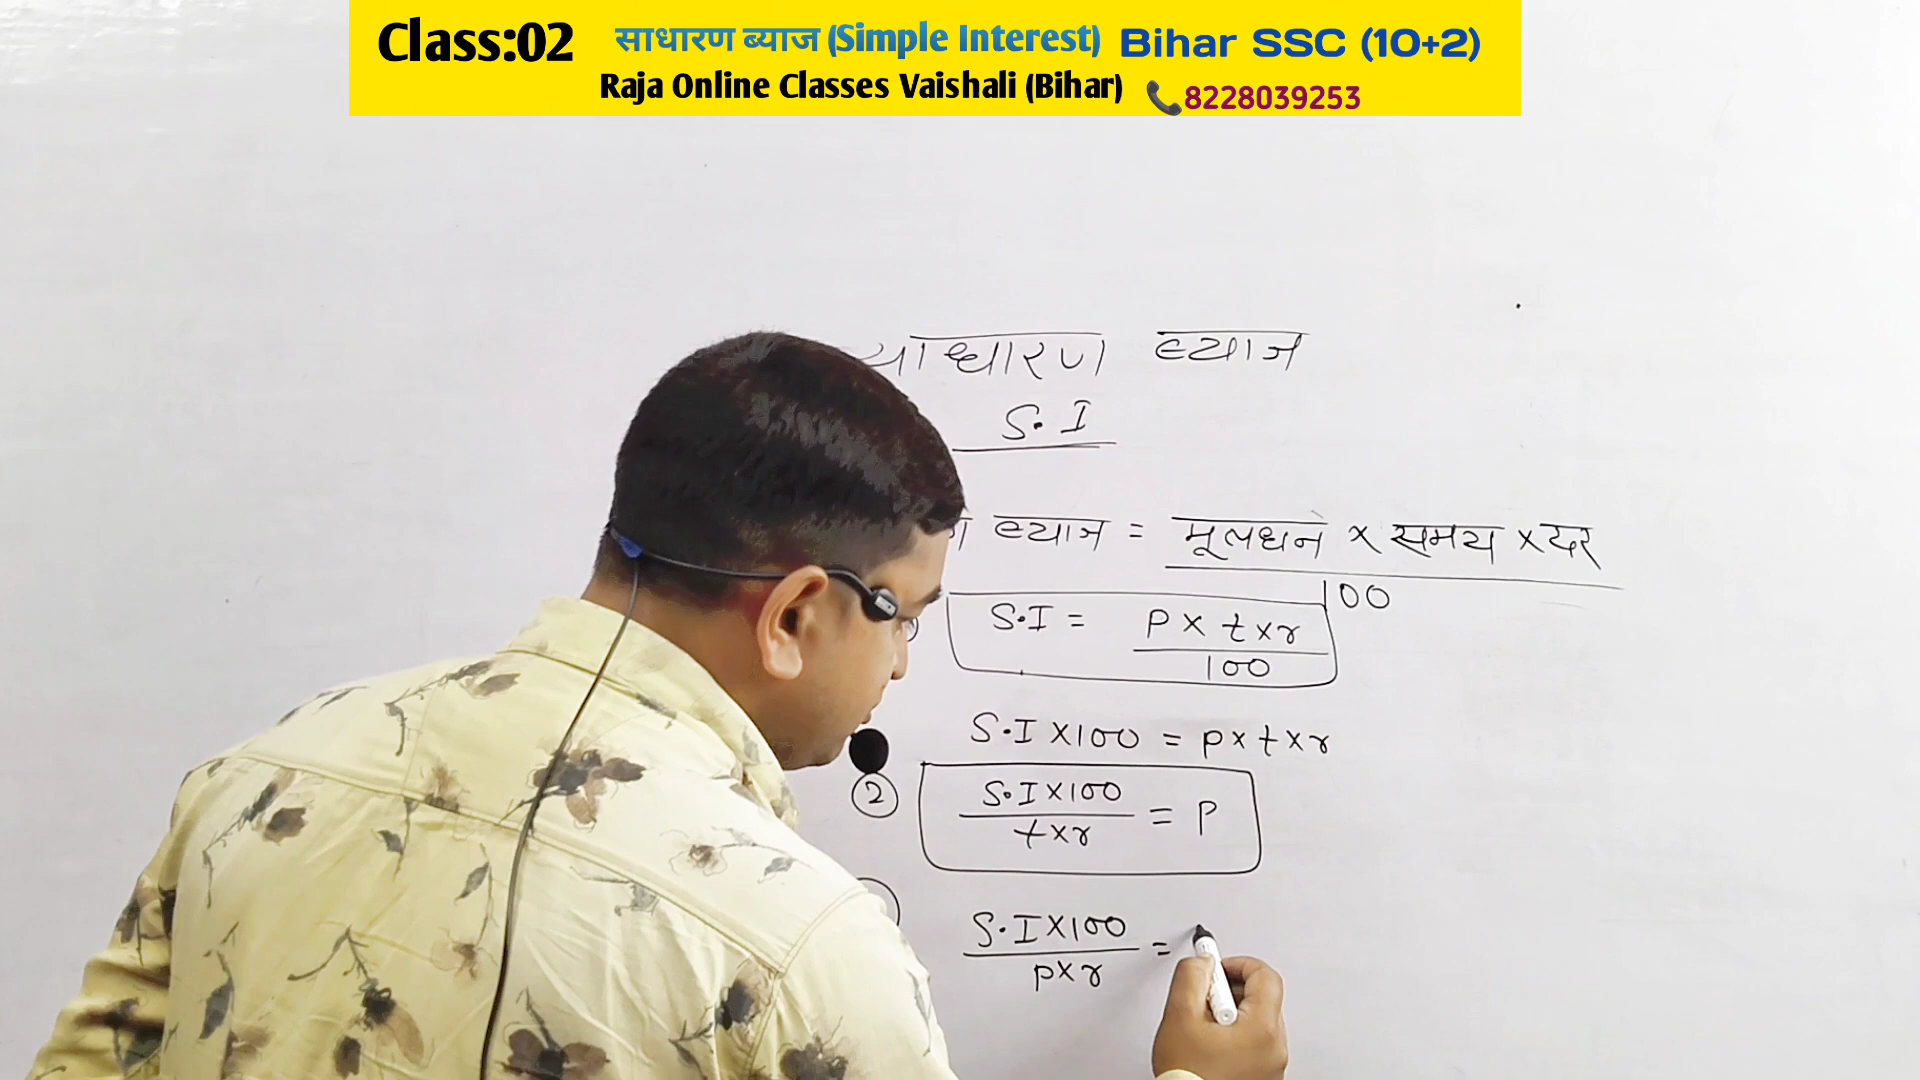 Class:02 साधारण ब्याज (Simple Interest) Bihar SSC (10+2)
Raja Online Classes Vaishali (Bihar) 8228039253
साधारण ब्याज
S.I
ब्याज = मूलधन × समय × दर
100
S.I = P × t × r
100
S.I × 100 = P × t × r
2
S.I × 100 = P
t × r
S.I × 100 =
P × r